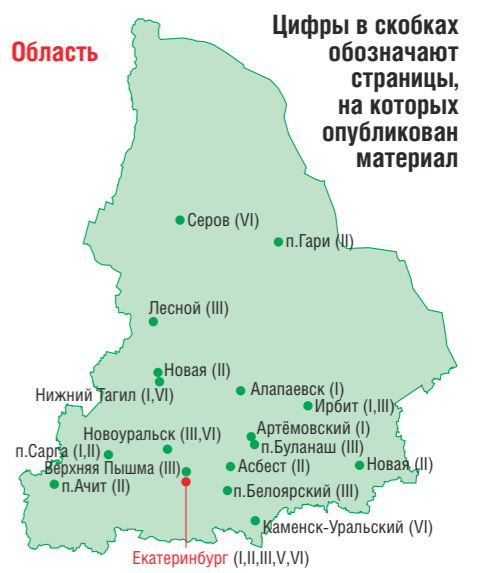 Цифры в скобках
обозначают
страницы,
на которых
опубликован
материал
Область
Серов (VI)
п.Гари (II)
Лесной (III)
Новая (II)
Нижний Тагил (I,VI)
Алапаевск (I)
Ирбит (I,III)
Артёмовский (I)
Новоуральск (III,VI)
п.Буланаш (III)
п.Сарга (I,II)
Верхняя Пышма (III)
Асбест (II)
Новая (II)
п.Ачит (II)
п.Белоярский (III)
Каменск-Уральский (VI)
Екатеринбург (I,II,III,V,VI)